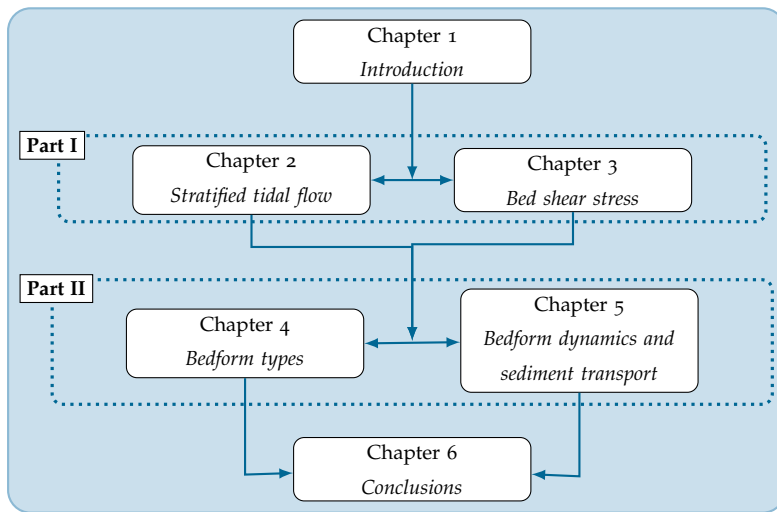 Chapter 1
Introduction
Part I
Chapter 2
Stratified tidal flow
Chapter 3
Bed shear stress
Part II
Chapter 4
Bedform types
Chapter 5
Bedform dynamics and
sediment transport
Chapter 6
Conclusions